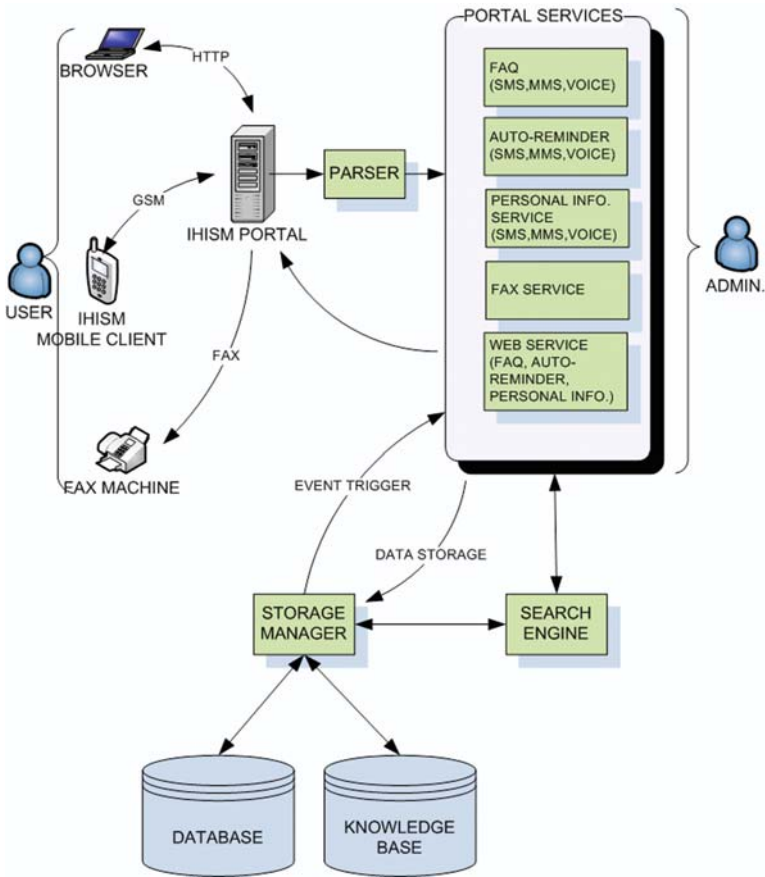 PORTAL SERVICES
BROWSER
HTTP
FAQ
(SMS,MMS,VOICE)
AUTO-REMINDER
(SMS,MMS,VOICE)
PARSER
GSM
PERSONAL INFO.
SERVICE
(SMS,MMS,VOICE)
IHISM PORTAL
USER
IHISM
MOBILE CLIENT
FAX SERVICE
ADMIN.
FAX
WEB SERVICE
(FAQ, AUTO-
REMINDER,
PERSONAL INFO.)
FAX MACHINE
EVENT TRIGGER
DATA STORAGE
STORAGE
MANAGER
SEARCH
ENGINE
DATABASE
KNOWLEDGE
BASE